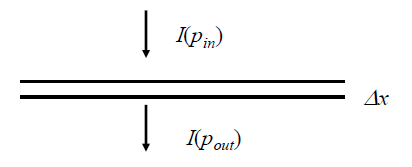 I(p_in)
Δx
I(p_out)